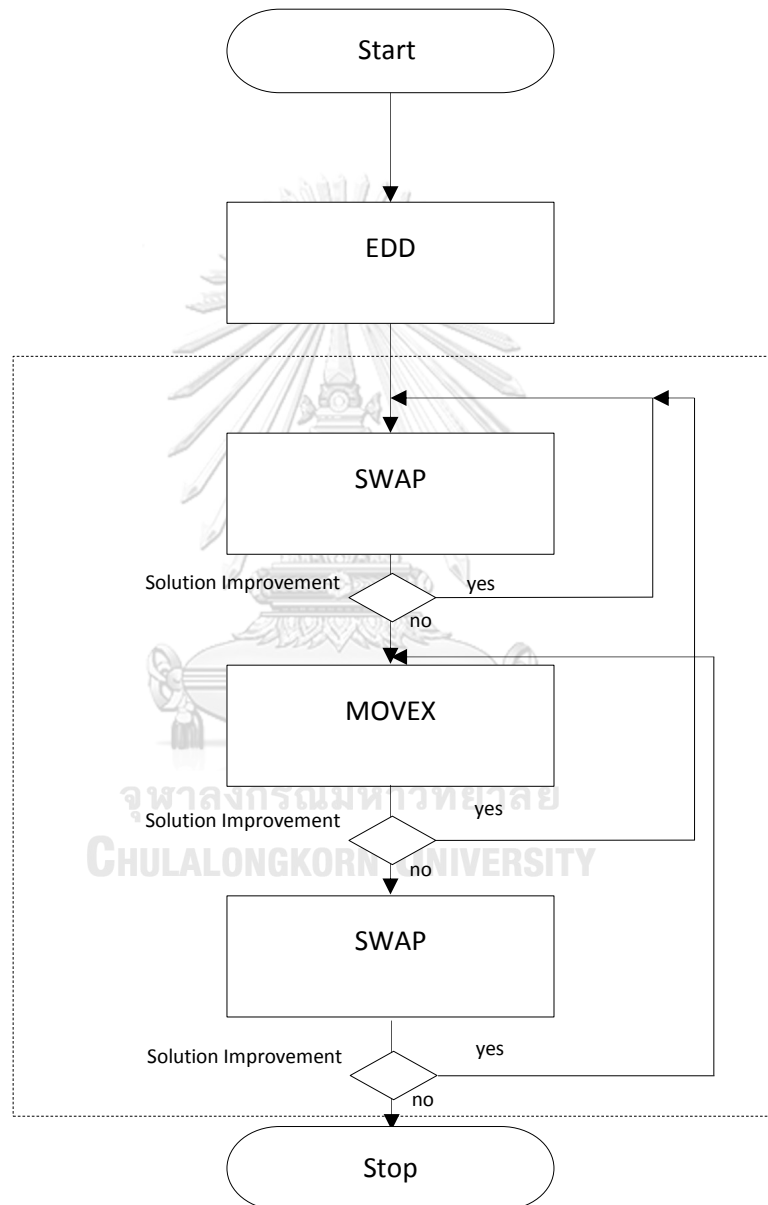 Start
EDD
SWAP
Solution Improvement
yes
no
MOVEX
จุฬาลงกรณ์มหาวิทยาลัย
yes
Solution Improvement
CHULALONGKORN UNIVERSITY
no
SWAP
yes
Solution Improvement
no
Stop